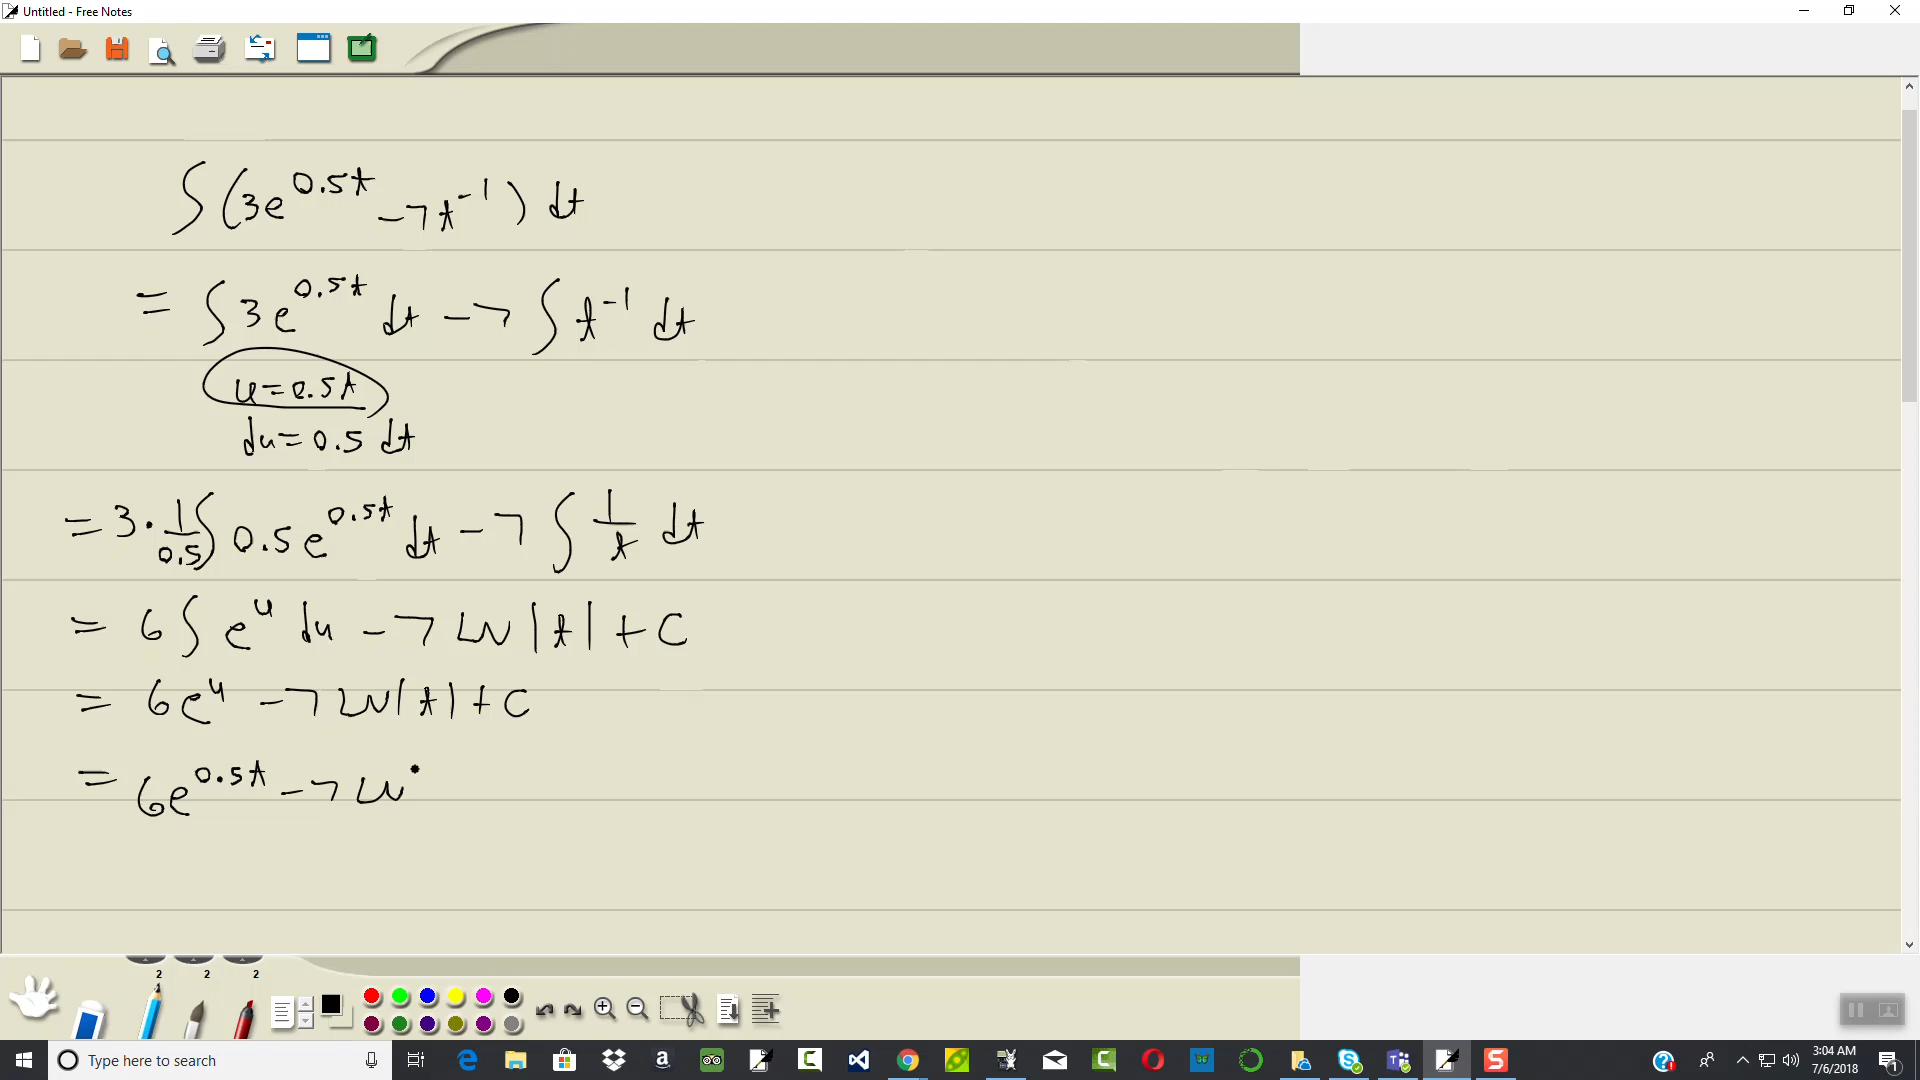 Untitled - Free Notes
∫ (3e^0.5t - 7t^-1) dt
= ∫ 3e^0.5t dt - 7 ∫ t^-1 dt
u = 0.5t
du = 0.5 dt
= 3 · 1/0.5 ∫ 0.5e^0.5t dt - 7 ∫ 1/t dt
= 6 ∫ e^u du - 7 LN |t| + C
= 6e^u - 7 LN |t| + C
= 6e^0.5t - 7 LN
2 2 2
Type here to search
3:04 AM
7/6/2018
1